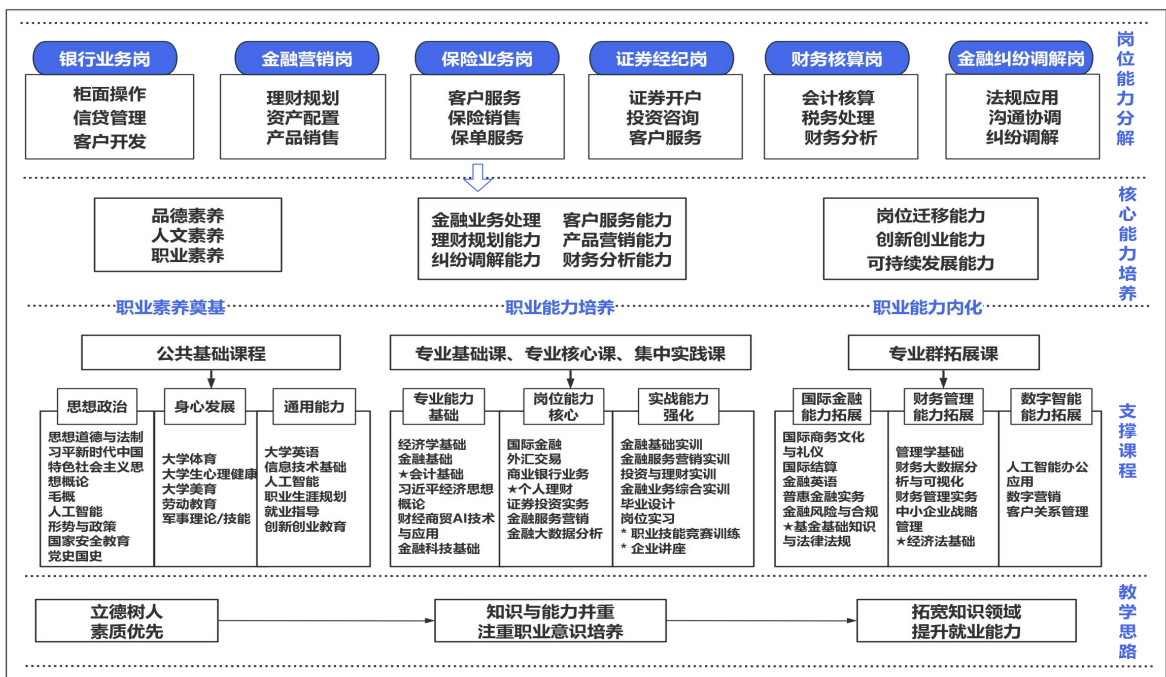 银行业务岗
柜面操作
信贷管理
客户开发
金融营销岗
理财规划
资产配置
产品销售
保险业务岗
客户服务
保险销售
保单服务
证券经纪岗
证券开户
投资咨询
客户服务
财务核算岗
会计核算
税务处理
财务分析
金融纠纷调解岗
法规应用
沟通协调
纠纷调解
岗位能力分解
品德素养
人文素养
职业素养
金融业务处理 客户服务能力
理财规划能力 产品营销能力
纠纷调解能力 财务分析能力
岗位迁移能力
创新创业能力
可持续发展能力
核心能力培养
职业素养奠基
职业能力培养
职业能力内化
公共基础课程
思想政治
思想道德与法制
习平新时代中国
特色社会主义思
想概论
毛概
人工智能
形势与政策
国家安全教育
党史国史
身心发展
大学体育
大学生心理健康
大学美育
劳动教育
军事理论/技能
通用能力
大学英语
信息技术基础
人工智能
职业生涯规划
就业指导
创新创业教育
专业基础课、专业核心课、集中实践课
专业能力
基础
经济学基础
金融基础
★会计基础
习近平经济思想
概论
财经商贸AI技术
与应用
金融科技基础
岗位能力
核心
国际金融
外汇交易
商业银行业务
★个人理财
证券投资实务
金融服务营销
金融大数据分析
实战能力
强化
金融基础实训
金融服务营销实训
投资与理财实训
金融业务综合实训
毕业设计
岗位实习
* 职业技能竞赛训练
* 企业讲座
专业群拓展课
国际金融
能力拓展
国际商务文化
与礼仪
国际结算
金融英语
普惠金融实务
金融风险与合规
★基金基础知识
与法律法规
财务管理
能力拓展
管理学基础
财务大数据分
析与可视化
财务管理实务
中小企业战略
管理
★经济法基础
数字智能
能力拓展
人工智能办公
应用
数字营销
客户关系管理
支撑课程
立德树人
素质优先
知识与能力并重
注重职业意识培养
拓宽知识领域
提升就业能力
教学思路